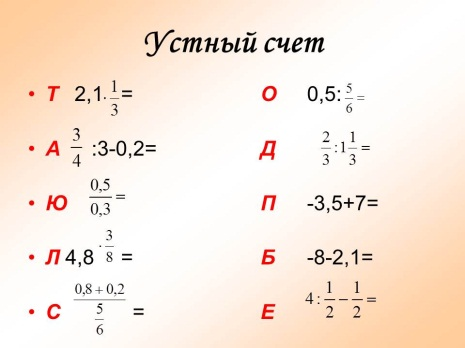 Устный счет
• Т 2,1·1/3=
О 0,5:5/6=
• А 3/4 :3-0,2=
Д 2/3:1 1/3=
• Ю 0,5/0,3=
П -3,5+7=
• Л 4,8 ·3/8 =
Б -8-2,1=
• С (0,8+0,2)/(5/6) =
Е 4:1/2-1/2=